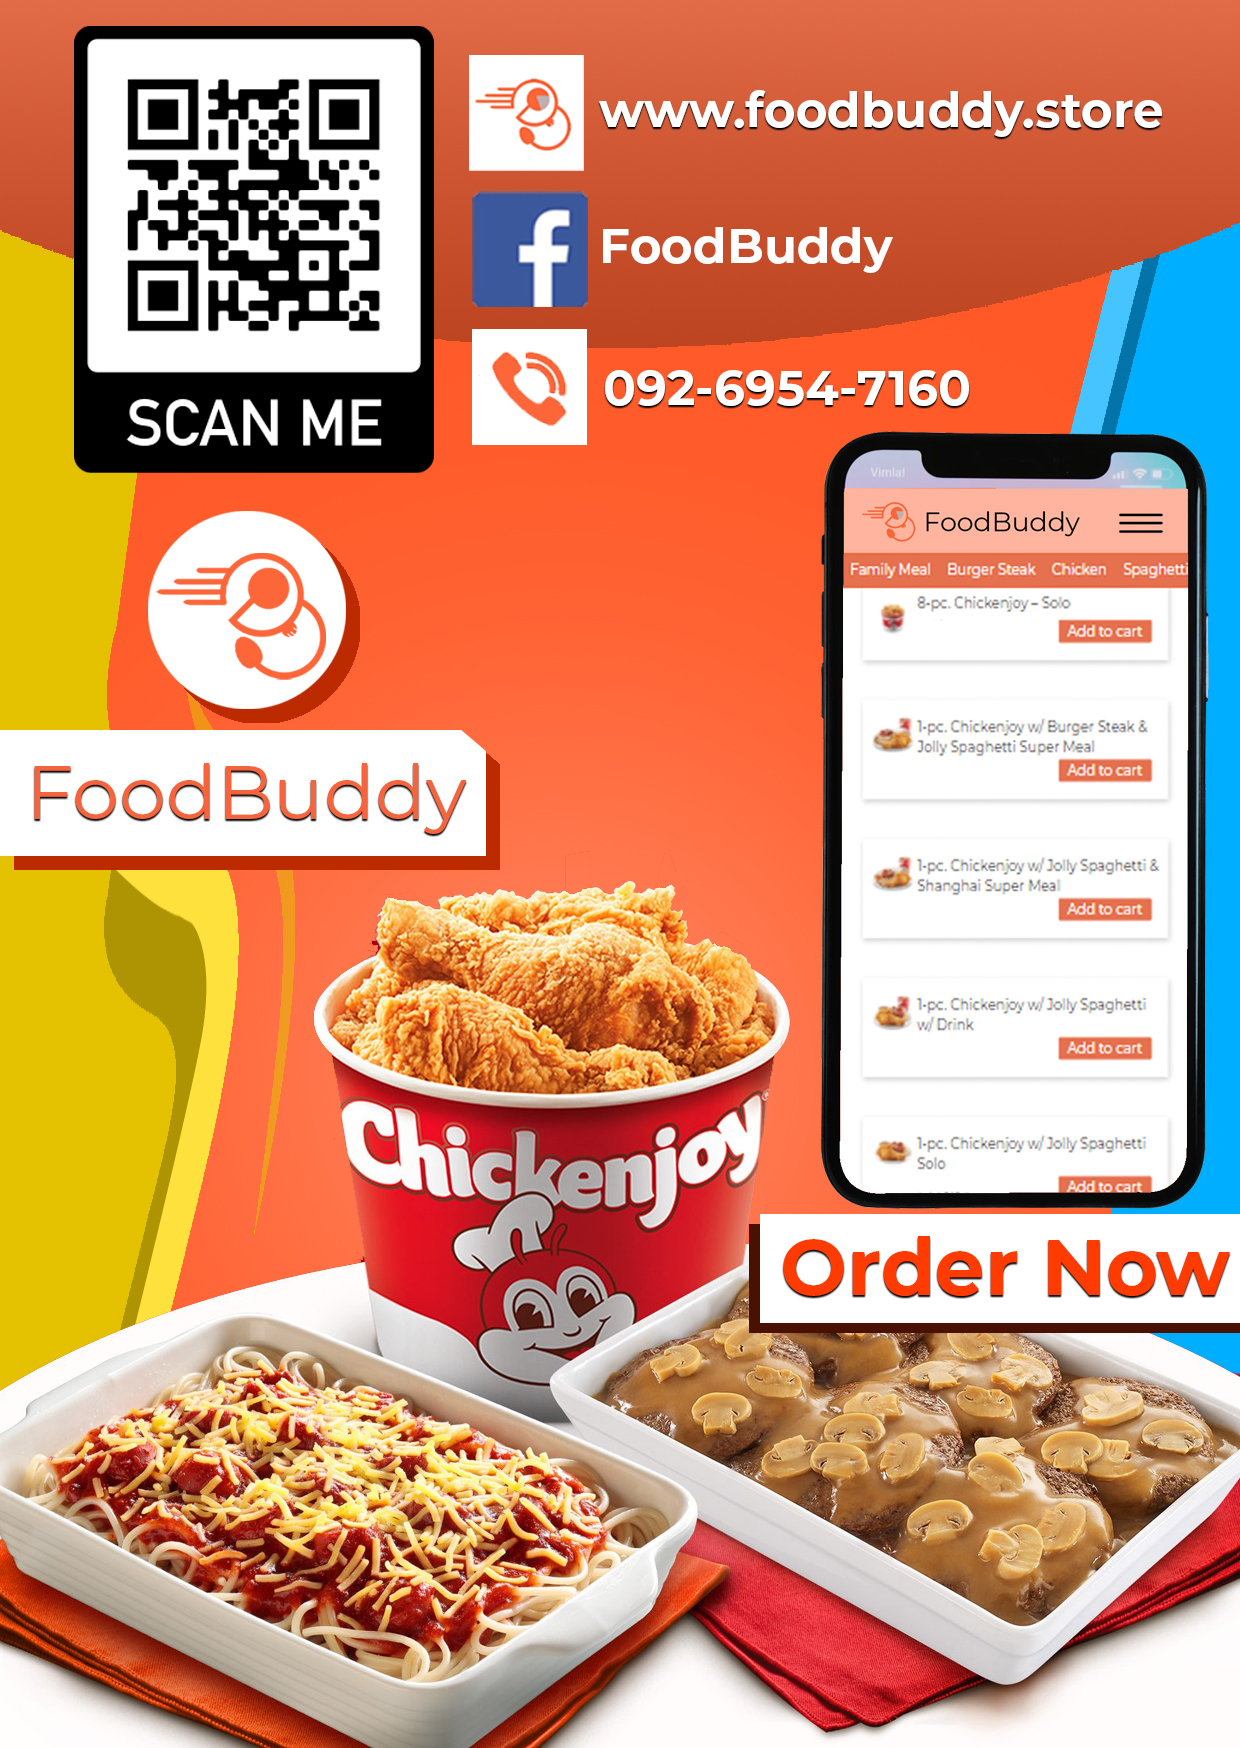 www.foodbuddy.store
FoodBuddy
092-6954-7160
SCAN ME
Vimla!
FoodBuddy
Family Meal Burger Steak Chicken Spaghetti
8-pc. Chickenjoy – Solo
Add to cart
1-pc. Chickenjoy w/ Burger Steak &
Jolly Spaghetti Super Meal
Add to cart
1-pc. Chickenjoy w/ Jolly Spaghetti &
Shanghai Super Meal
Add to cart
1-pc. Chickenjoy w/ Jolly Spaghetti
w/ Drink
Add to cart
1-pc. Chickenjoy w/ Jolly Spaghetti
Solo
Add to cart
FoodBuddy
Chickenjoy
Order Now